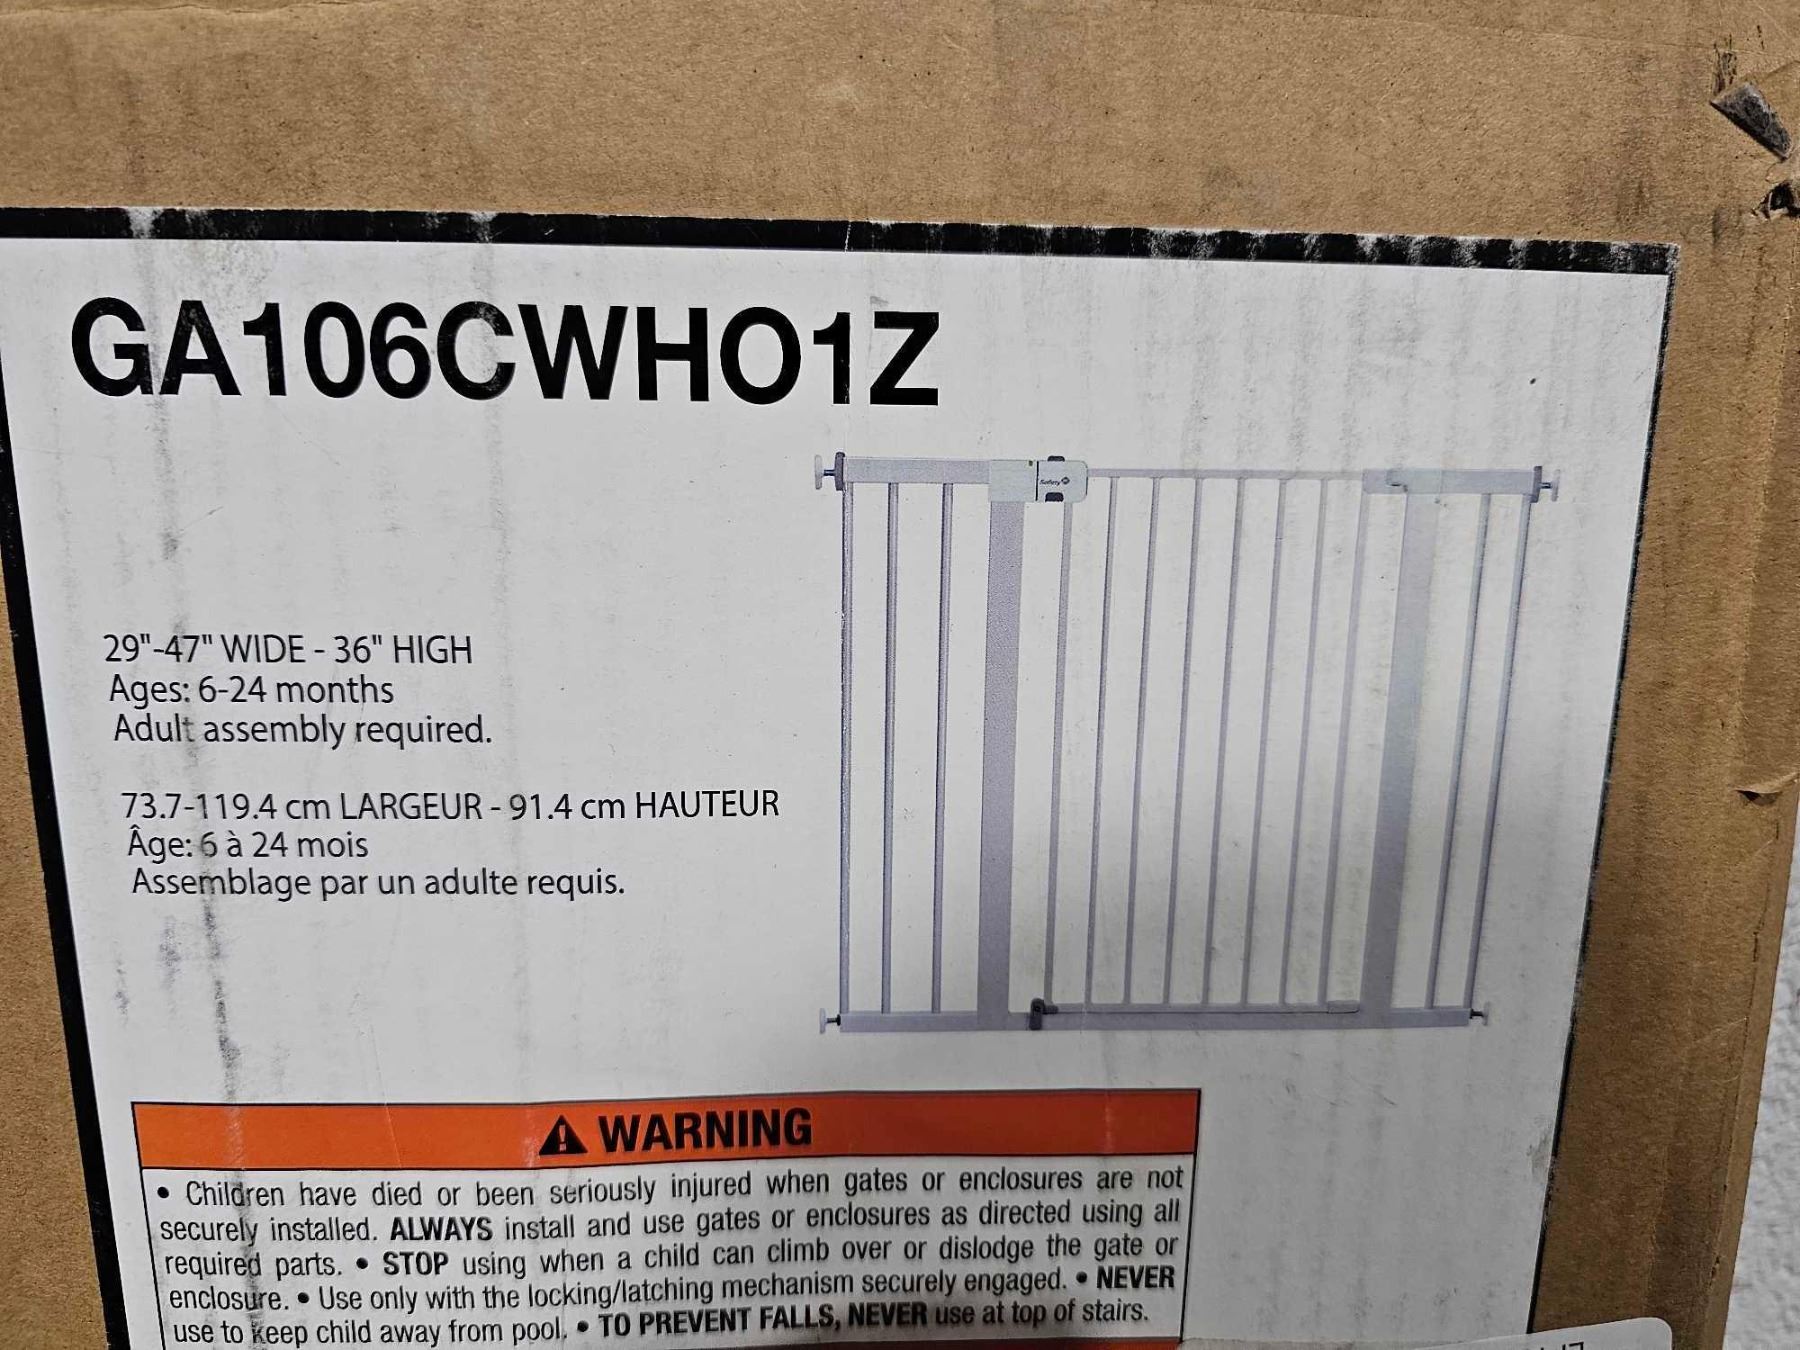 GA106CWHO1Z
Safety 1st
29"-47" WIDE - 36" HIGH
Ages: 6-24 months
Adult assembly required.
73.7-119.4 cm LARGEUR - 91.4 cm HAUTEUR
Âge: 6 à 24 mois
Assemblage par un adulte requis.
WARNING
• Children have died or been seriously injured when gates or enclosures are not
securely installed. ALWAYS install and use gates or enclosures as directed using all
required parts. • STOP using when a child can climb over or dislodge the gate or
enclosure. • Use only with the locking/latching mechanism securely engaged. • NEVER
use to keep child away from pool. • TO PREVENT FALLS, NEVER use at top of stairs.